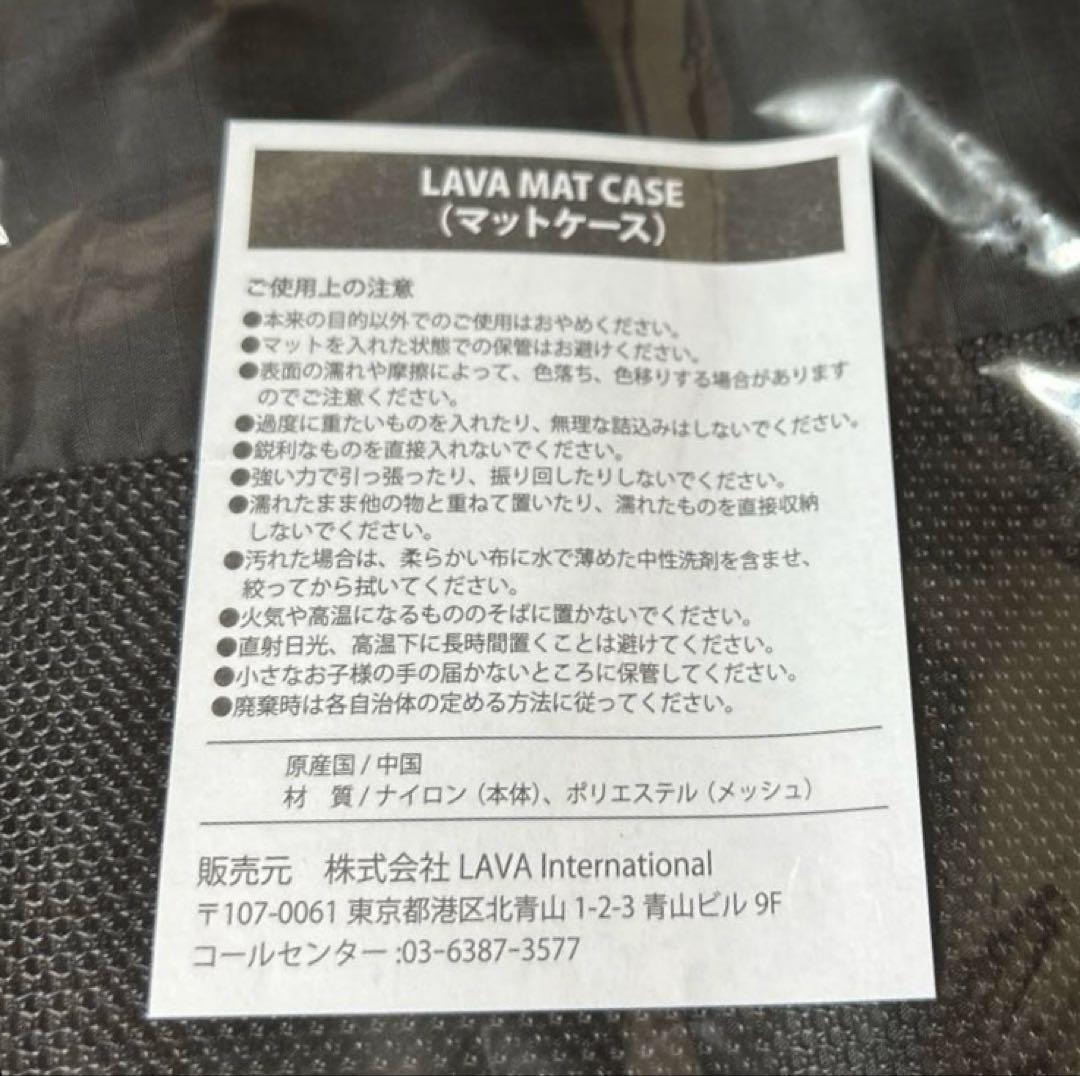 LAVA MAT CASE
（マットケース）
ご使用上の注意
●本来の目的以外でのご使用はおやめください。
●マットを入れた状態での保管はお避けください。
●表面の濡れや摩擦によって、色落ち、色移りする場合があります
のでご注意ください。
●過度に重たいものを入れたり、無理な詰込みはしないでください。
●鋭利なものを直接入れないでください。
●強い力で引っ張ったり、振り回したりしないでください。
●濡れたまま他の物と重ねて置いたり、濡れたものを直接収納
しないでください。
●汚れた場合は、柔らかい布に水で薄めた中性洗剤を含ませ、
絞ってから拭いてください。
●火気や高温になるもののそばに置かないでください。
●直射日光、高温下に長時間置くことは避けてください。
●小さなお子様の手の届かないところに保管してください。
●廃棄時は各自治体の定める方法に従ってください。
原産国 / 中国
材　質 / ナイロン（本体）、ポリエステル（メッシュ）
販売元　株式会社 LAVA International
〒107-0061 東京都港区北青山 1-2-3 青山ビル 9F
コールセンター :03-6387-3577